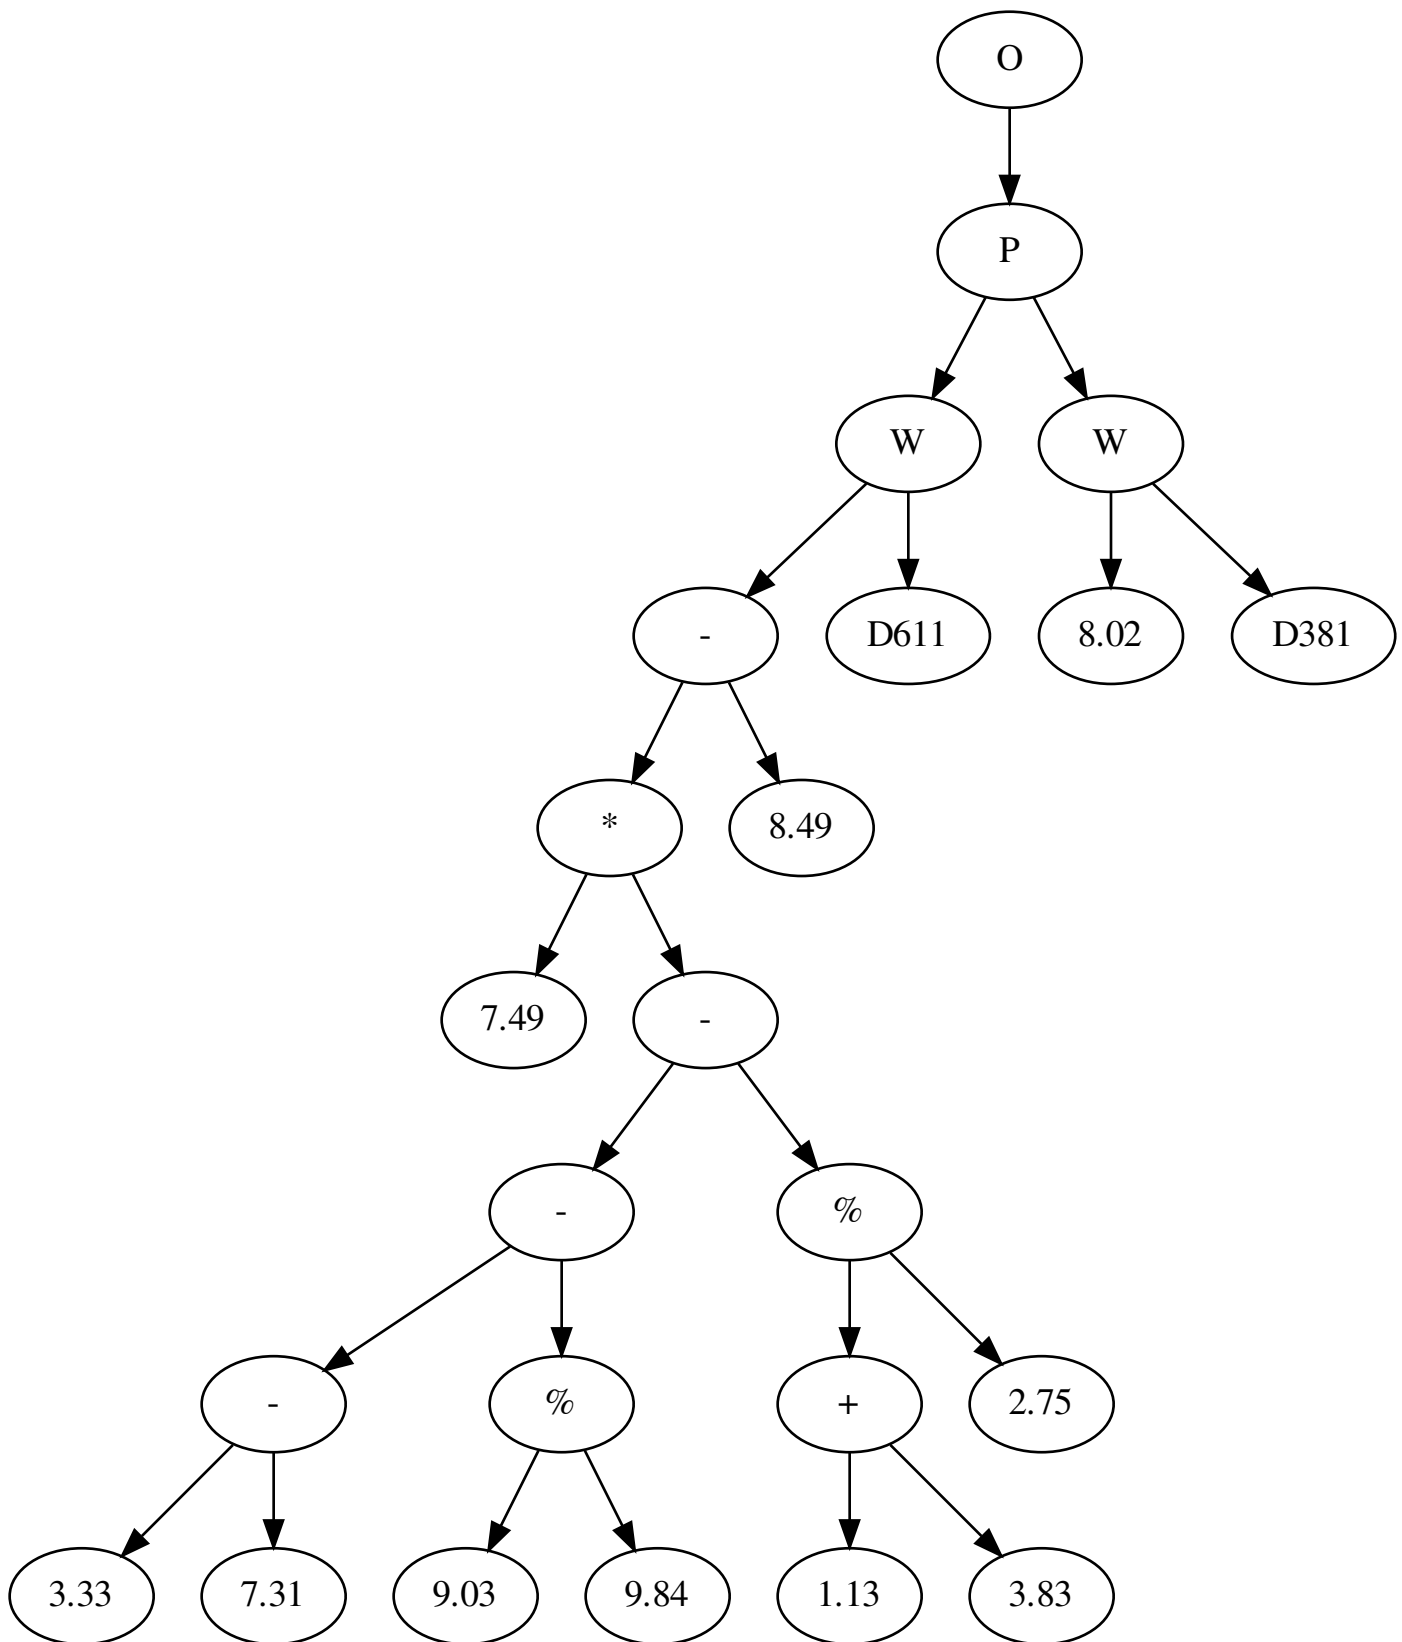 O
P
W W
- D611 8.02 D381
* 8.49
7.49 -
- %
- % + 2.75
3.33 7.31 9.03 9.84 1.13 3.83